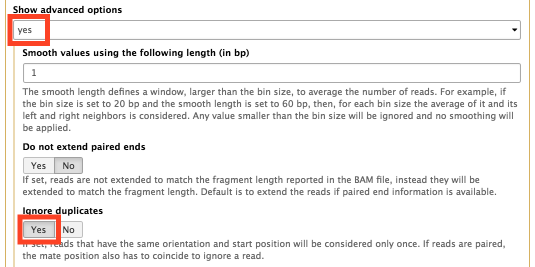 Show advanced options
yes
Smooth values using the following length (in bp)
1
The smooth length defines a window, larger than the bin size, to average the number of reads. For example, if
the bin size is set to 20 bp and the smooth length is set to 60 bp, then, for each bin size the average of it and its
left and right neighbors is considered. Any value smaller than the bin size will be ignored and no smoothing will
be applied.
Do not extend paired ends
Yes No
If set, reads are not extended to match the fragment length reported in the BAM file, instead they will be
extended to match the fragment length. Default is to extend the reads if paired end information is available.
Ignore duplicates
Yes No
If set, reads that have the same orientation and start position will be considered only once. If reads are paired,
the mate position also has to coincide to ignore a read.